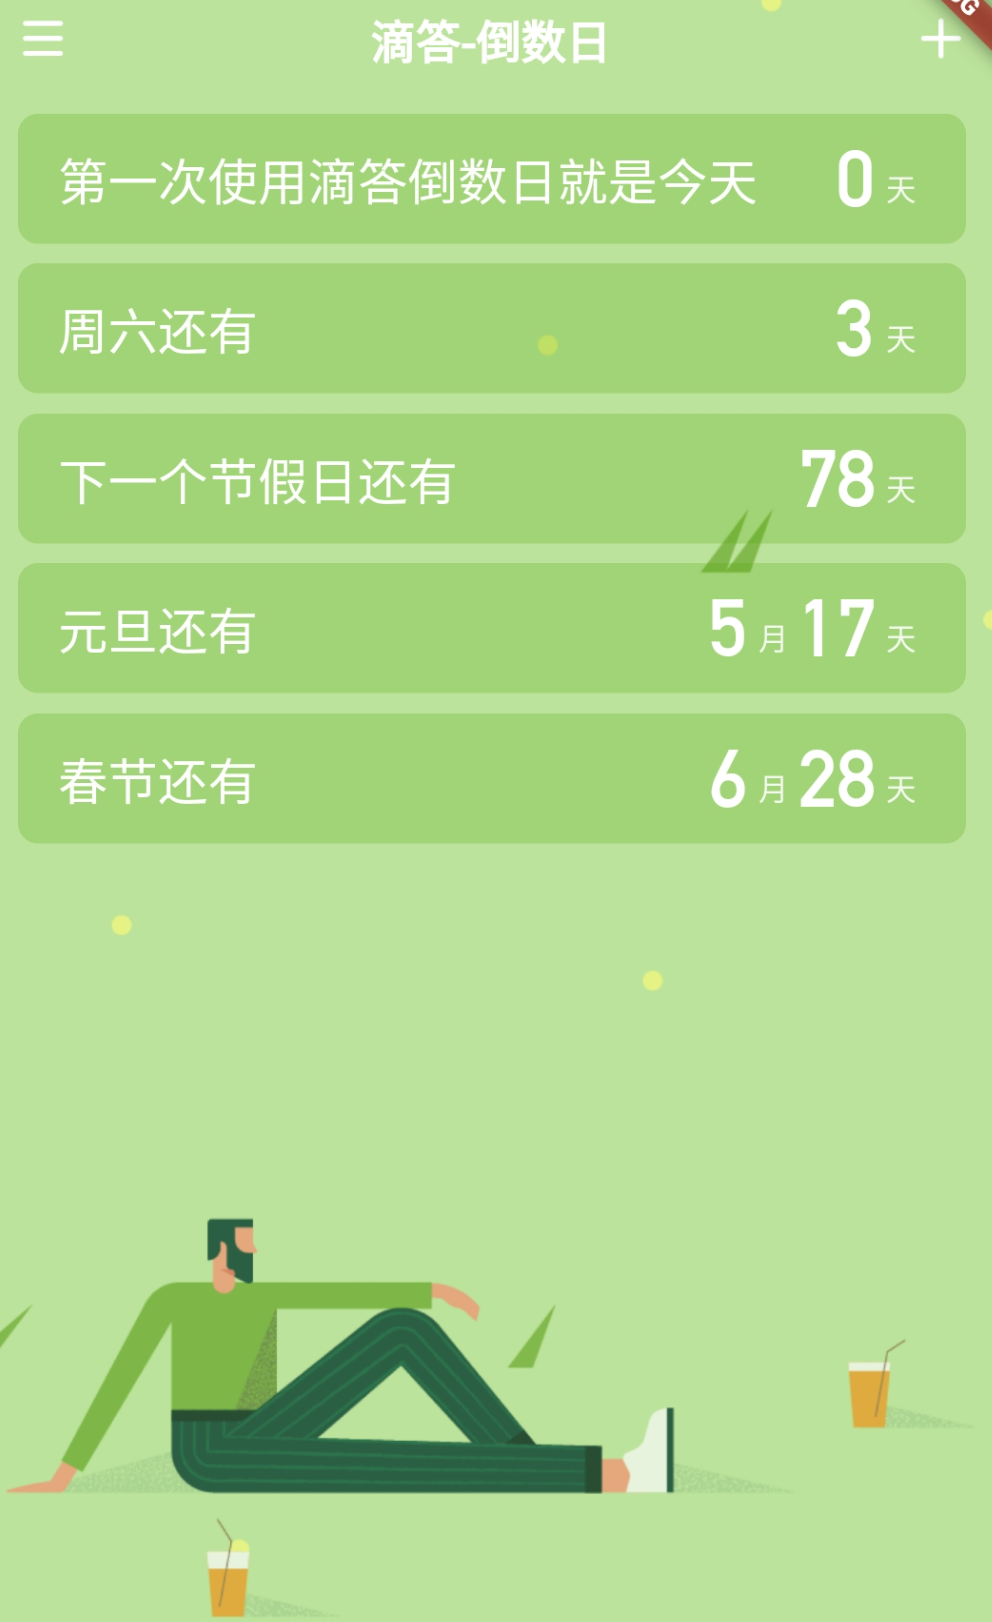 滴答-倒数日
第一次使用滴答倒数日就是今天 0 天
周六还有 3 天
下一个节假日还有 78 天
元旦还有 5 月 17 天
春节还有 6 月 28 天